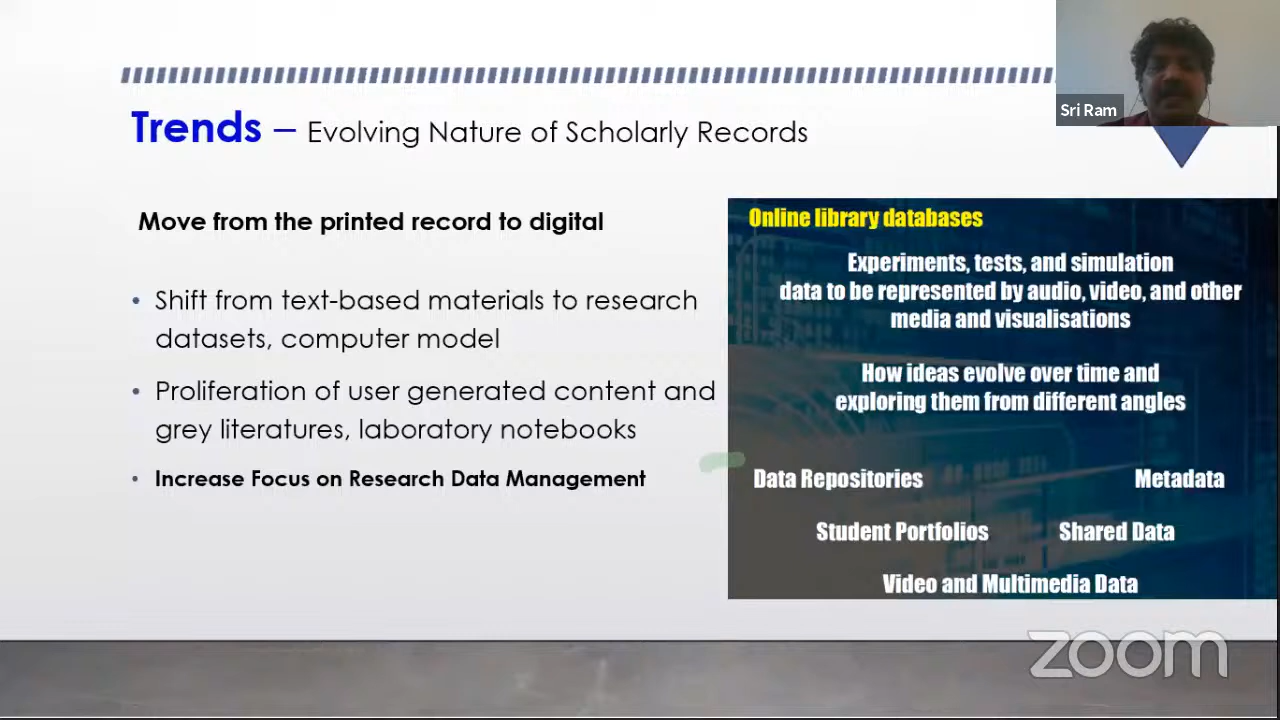 Sri Ram
Trends – Evolving Nature of Scholarly Records
Move from the printed record to digital
• Shift from text-based materials to research
datasets, computer model
• Proliferation of user generated content and
grey literatures, laboratory notebooks
• Increase Focus on Research Data Management
Online library databases
Experiments, tests, and simulation
data to be represented by audio, video, and other
media and visualisations
How ideas evolve over time and
exploring them from different angles
Data Repositories Metadata
Student Portfolios Shared Data
Video and Multimedia Data
zoom